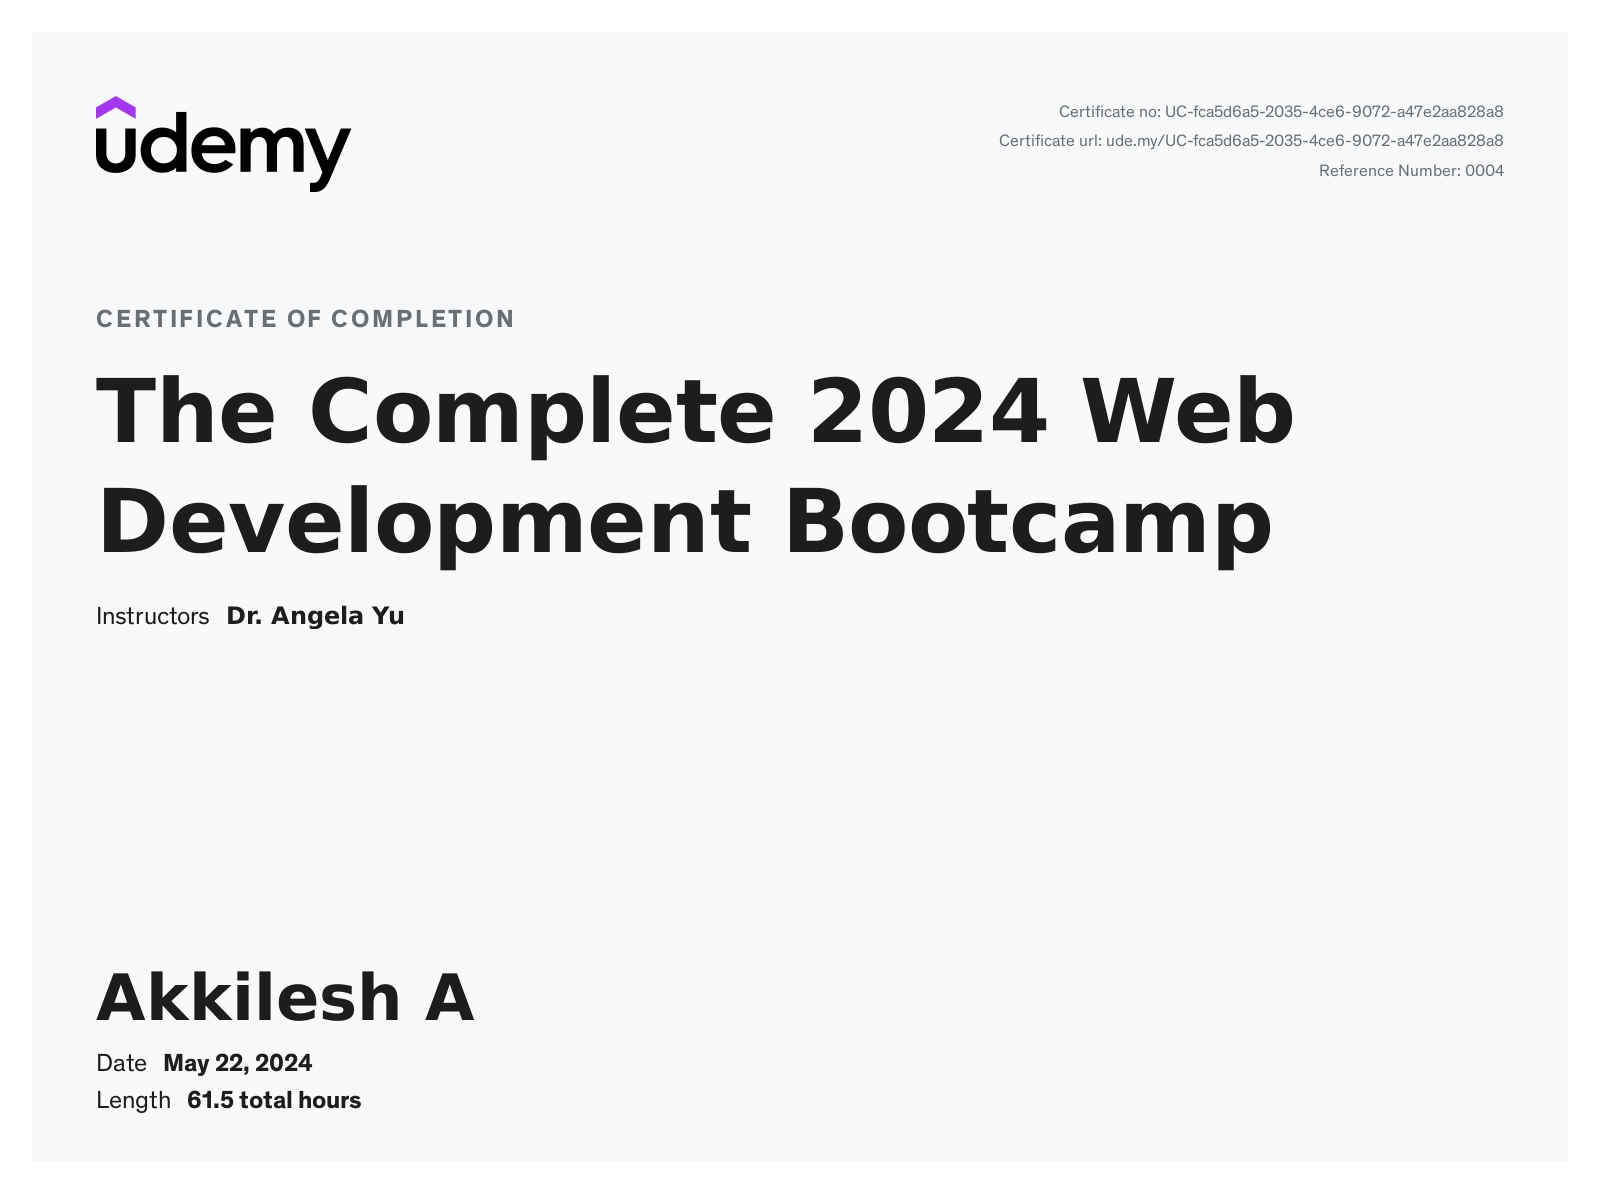 udemy
Certificate no: UC-fca5d6a5-2035-4ce6-9072-a47e2aa828a8
Certificate url: ude.my/UC-fca5d6a5-2035-4ce6-9072-a47e2aa828a8
Reference Number: 0004
CERTIFICATE OF COMPLETION
The Complete 2024 Web
Development Bootcamp
Instructors Dr. Angela Yu
Akkilesh A
Date May 22, 2024
Length 61.5 total hours